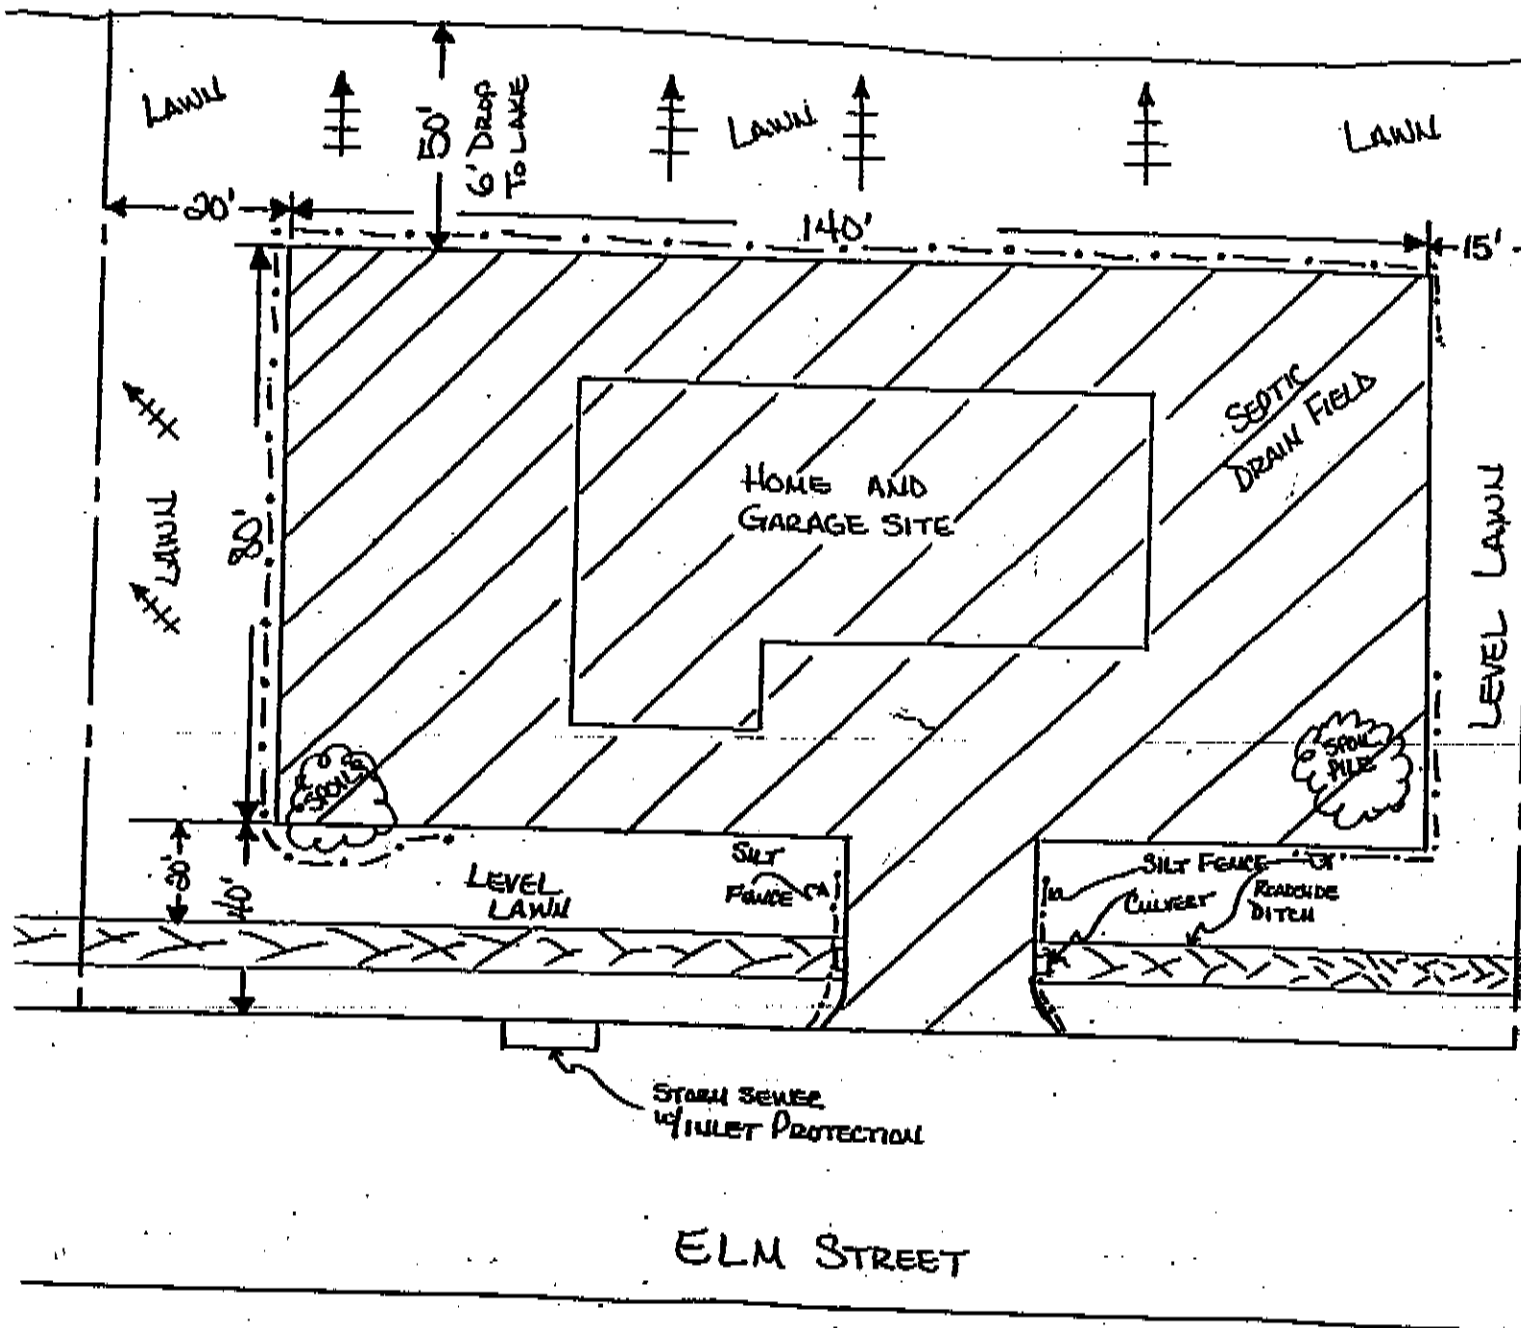 LAWN
50'
6' DROP
TO LAKE
LAWN
LAWN
20'
140'
15'
SEPTIC
DRAIN FIELD
HOME AND
GARAGE SITE
LAWN
80'
LEVEL LAWN
SPOIL
SPOIL
PILE
LEVEL
LAWN
40'
SILT
FENCE
SILT FENCE
CULVERT
ROADSIDE
DITCH
STORM SEWER
W/ INLET PROTECTION
ELM STREET